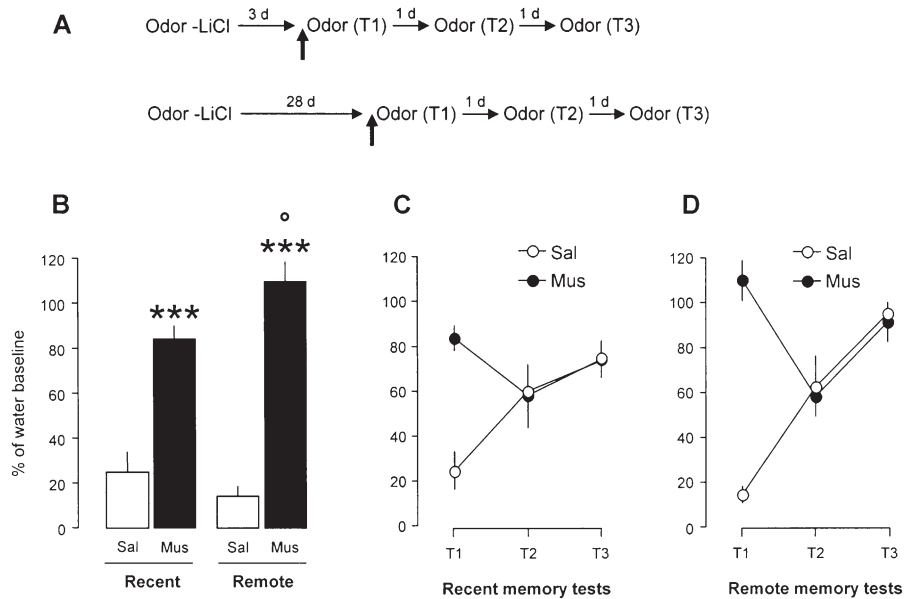 A
3 d 1 d 1 d
Odor -LiCl Odor (T1) Odor (T2) Odor (T3)
28 d 1 d 1 d
Odor -LiCl Odor (T1) Odor (T2) Odor (T3)
B
% of water baseline
120
100
80
60
40
20
0
***
° ***
Sal Mus Sal Mus
Recent Remote
C
120
100
80
60
40
20
0
Sal
Mus
T1 T2 T3
Recent memory tests
D
120
100
80
60
40
20
0
Sal
Mus
T1 T2 T3
Remote memory tests